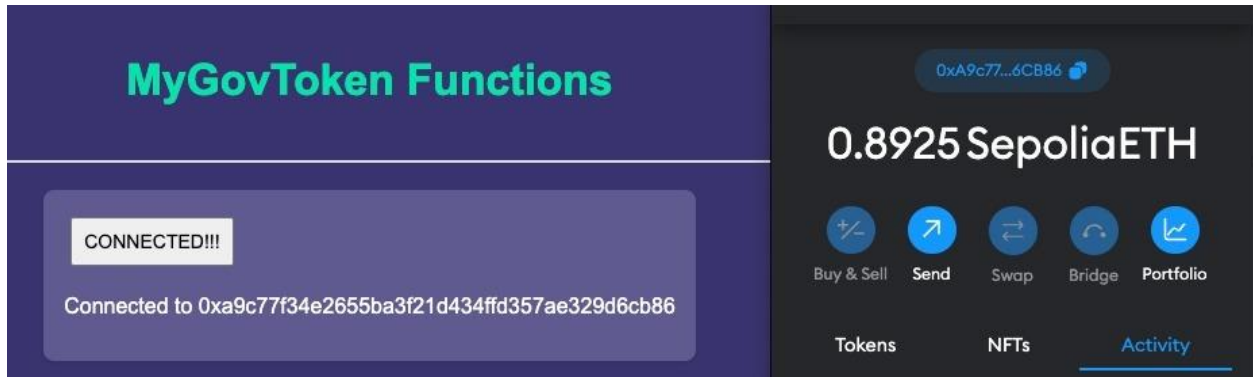 MyGovToken Functions
CONNECTED!!!
Connected to 0xa9c77f34e2655ba3f21d434ffd357ae329d6cb86
0xA9c77...6CB86
0.8925 SepoliaETH
Buy & Sell Send Swap Bridge Portfolio
Tokens NFTs Activity